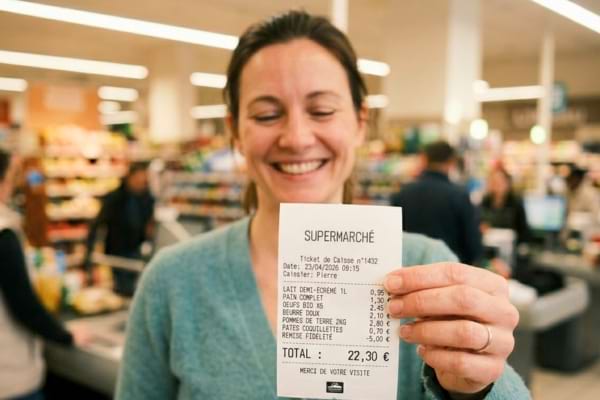 SUPERMARCHÉ
Ticket de Caisse n°1432
Date: 23/04/2026 09:15
Caissier: Pierre
LAIT DEMI-ÉCRÉMÉ 1L 0,95
PAIN COMPLET 1,30
OEUFS BIO X6 2,45
BEURRE DOUX 2,10
POMMES DE TERRE 2KG 2,80 €
PATES COQUILLETTES 0,70 €
REMISE FIDÉLITÉ -5,00 €
TOTAL : 22,30 €
MERCI DE VOTRE VISITE